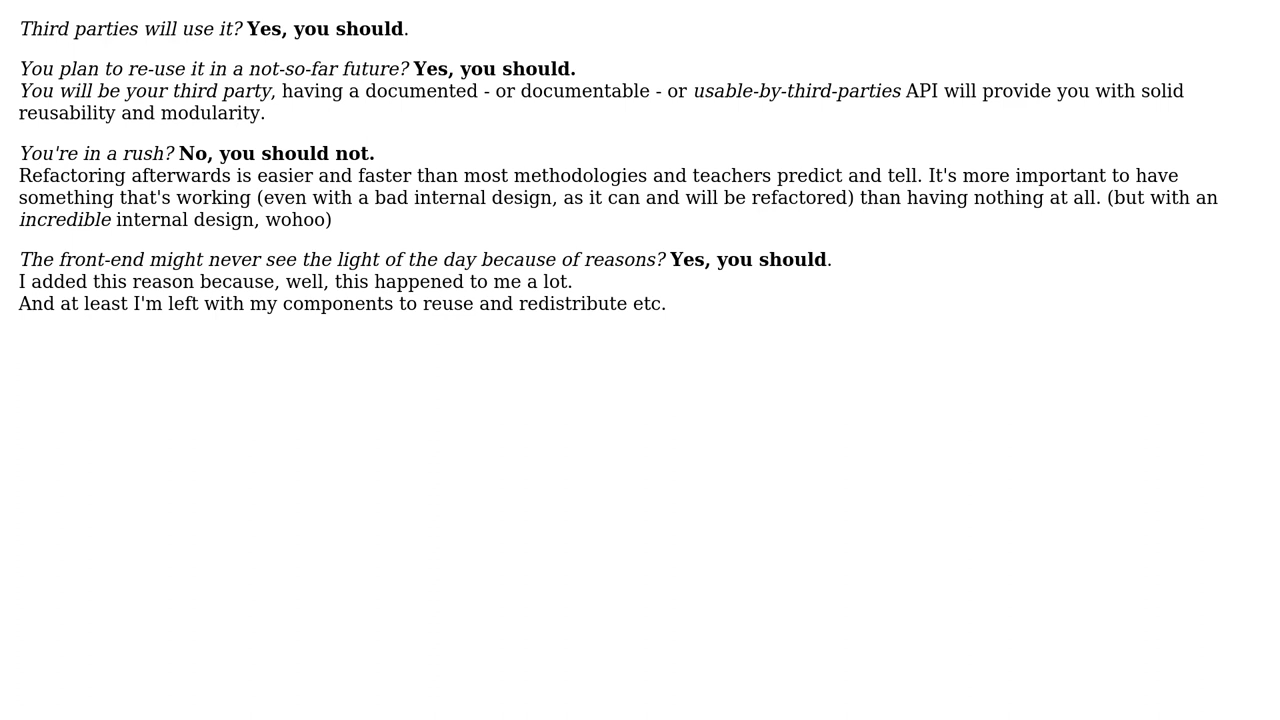 Third parties will use it? Yes, you should.
You plan to re-use it in a not-so-far future? Yes, you should.
You will be your third party, having a documented - or documentable - or usable-by-third-parties API will provide you with solid
reusability and modularity.
You're in a rush? No, you should not.
Refactoring afterwards is easier and faster than most methodologies and teachers predict and tell. It's more important to have
something that's working (even with a bad internal design, as it can and will be refactored) than having nothing at all. (but with an
incredible internal design, wohoo)
The front-end might never see the light of the day because of reasons? Yes, you should.
I added this reason because, well, this happened to me a lot.
And at least I'm left with my components to reuse and redistribute etc.